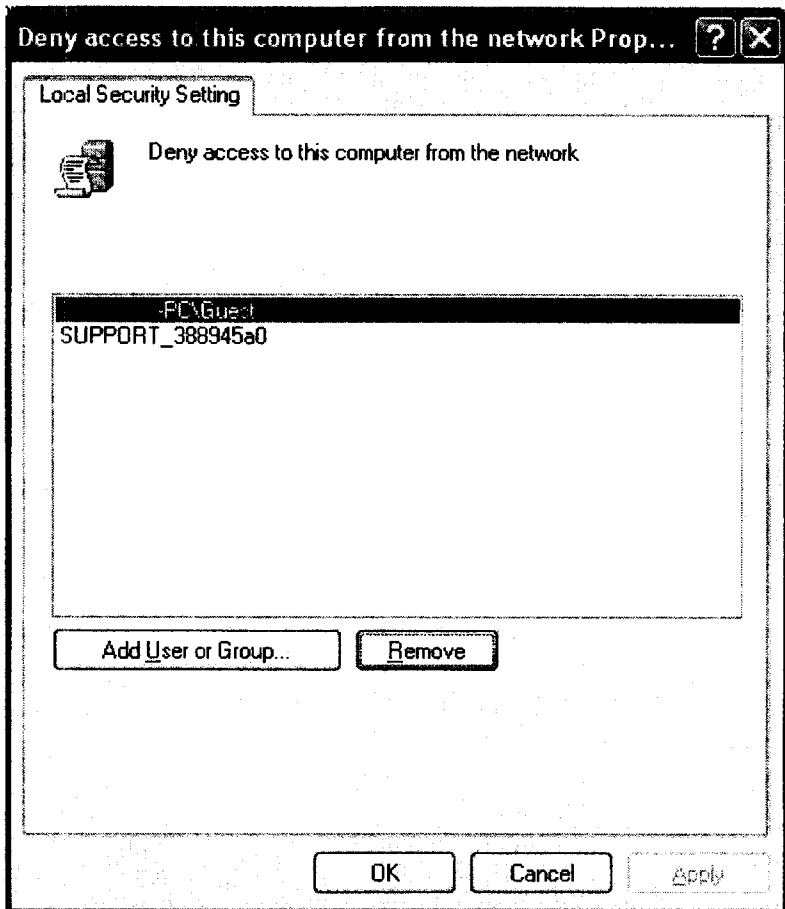 Deny access to this computer from the network Prop...
Local Security Setting
Deny access to this computer from the network
-PC\Guest
SUPPORT_388945a0
Add User or Group...
Remove
OK
Cancel
Apply